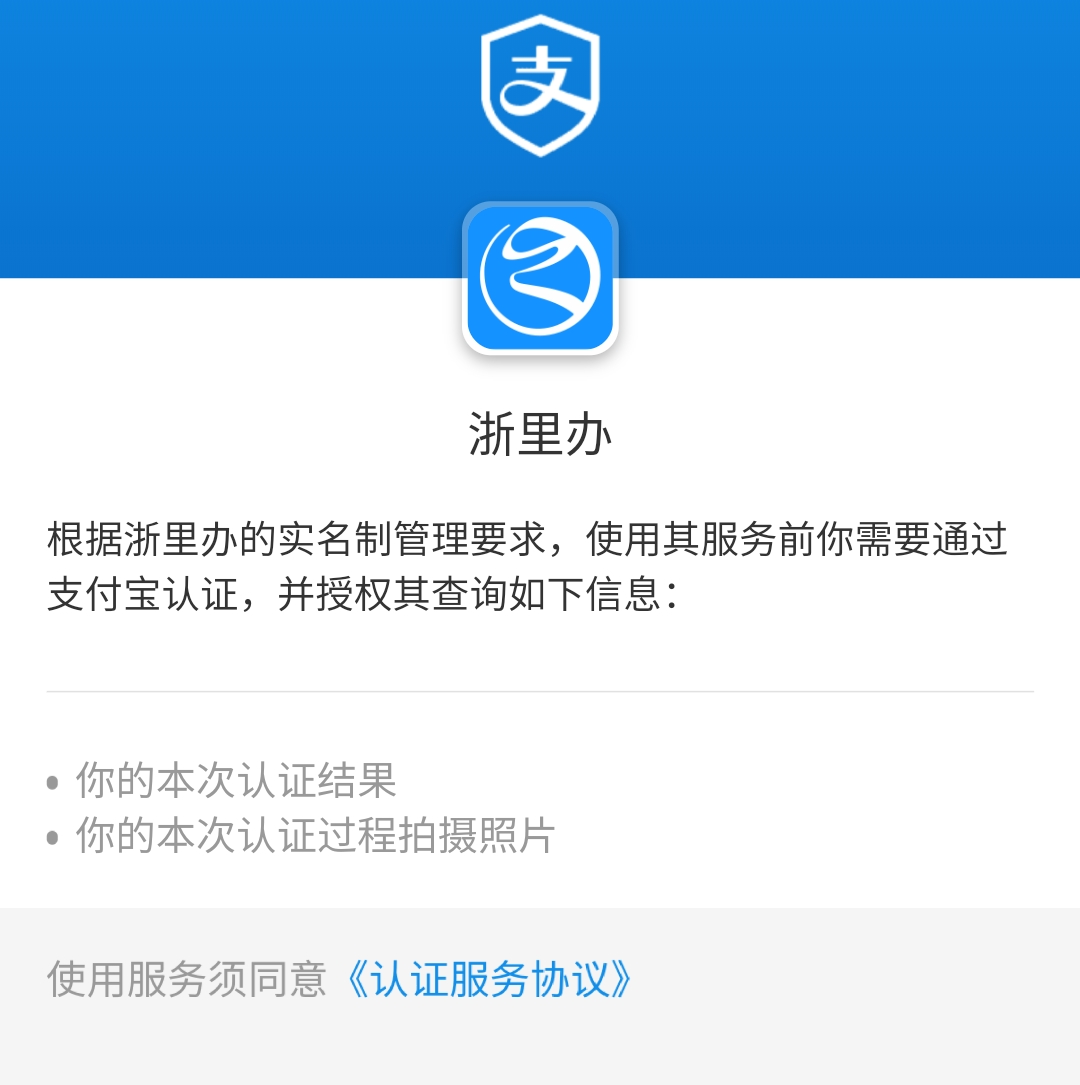 支
浙里办
根据浙里办的实名制管理要求，使用其服务前你需要通过
支付宝认证，并授权其查询如下信息：
• 你的本次认证结果
• 你的本次认证过程拍摄照片
使用服务须同意《认证服务协议》